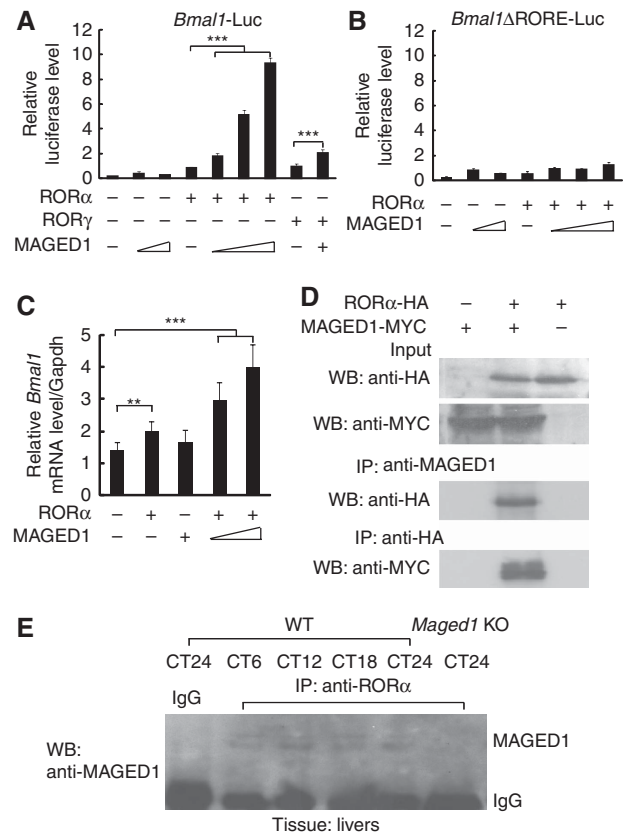 A
Bmal1-Luc
***
***
Relative luciferase level
12
10
8
6
4
2
0
RORα – – – + + + + – –
RORγ – – – – – – – + +
MAGED1 – – – +
B
Bmal1ΔRORE-Luc
Relative luciferase level
12
10
8
6
4
2
0
RORα – – – + + + +
MAGED1 – –
C
***
**
Relative Bmal1 mRNA level/Gapdh
5
4
3
2
1
0
RORα – + – + +
MAGED1 – – +
D
RORα-HA – + +
MAGED1-MYC + + –
Input
WB: anti-HA
WB: anti-MYC
IP: anti-MAGED1
WB: anti-HA
IP: anti-HA
WB: anti-MYC
E
WT Maged1 KO
CT24 CT6 CT12 CT18 CT24 CT24
IgG
IP: anti-RORα
WB:
anti-MAGED1
MAGED1
IgG
Tissue: livers